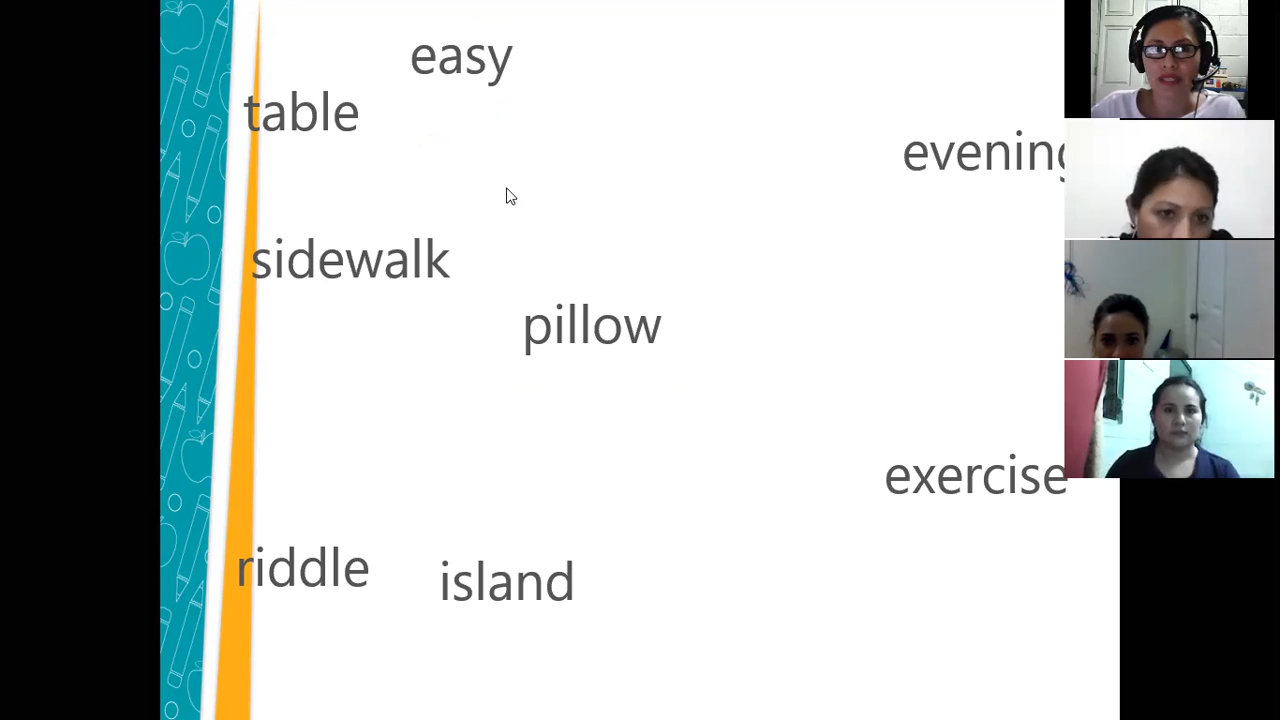 easy
table
evening
sidewalk
pillow
exercise
riddle
island